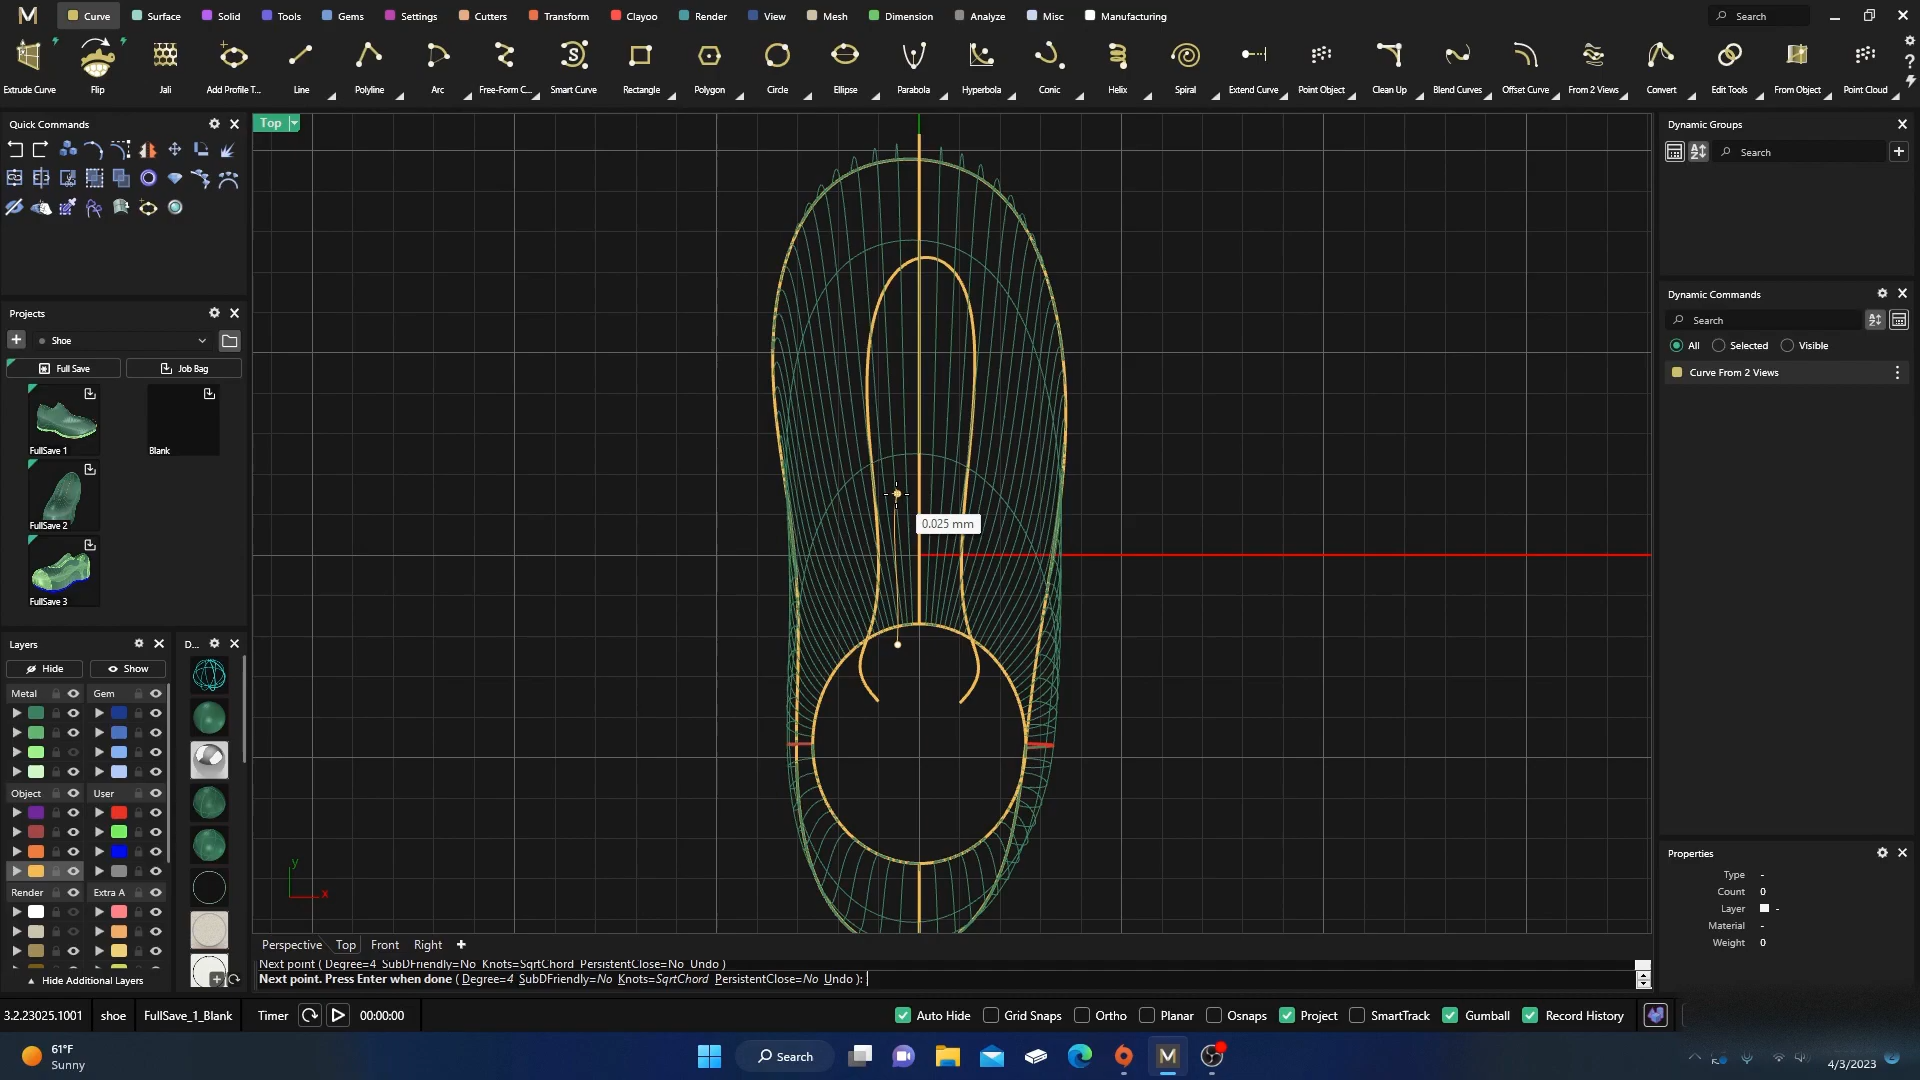 M Curve Surface Solid Tools Gems Settings Cutters Transform Clayoo Render View Mesh Dimension Analyze Misc Manufacturing Search
Extrude Curve Flip Jali Add Profile T... Line Polyline Arc Free-Form C... Smart Curve Rectangle Polygon Circle Ellipse Parabola Hyperbola Conic Helix Spiral Extend Curve Point Object Clean Up Blend Curves Offset Curve From 2 Views Convert Edit Tools From Object Point Cloud
Quick Commands
Projects
Shoe
Full Save Job Bag
FullSave 1 Blank
FullSave 2
FullSave 3
Layers
D...
Hide Show
Metal Gem
Object User
Render Extra A
Hide Additional Layers
Top
0.025 mm
y
x
Perspective Top Front Right
Next point ( Degree=4 SubDFriendly=No Knots=SqrtChord PersistentClose=No Undo )
Next point. Press Enter when done ( Degree=4 SubDFriendly=No Knots=SqrtChord PersistentClose=No Undo ):
Dynamic Groups
Search
Dynamic Commands
Search
All Selected Visible
Curve From 2 Views
Properties
Type -
Count 0
Layer -
Material -
Weight 0
3.2.23025.1001 shoe FullSave_1_Blank Timer 00:00:00 Auto Hide Grid Snaps Ortho Planar Osnaps Project SmartTrack Gumball Record History
61°F
Sunny
Search
4/3/2023